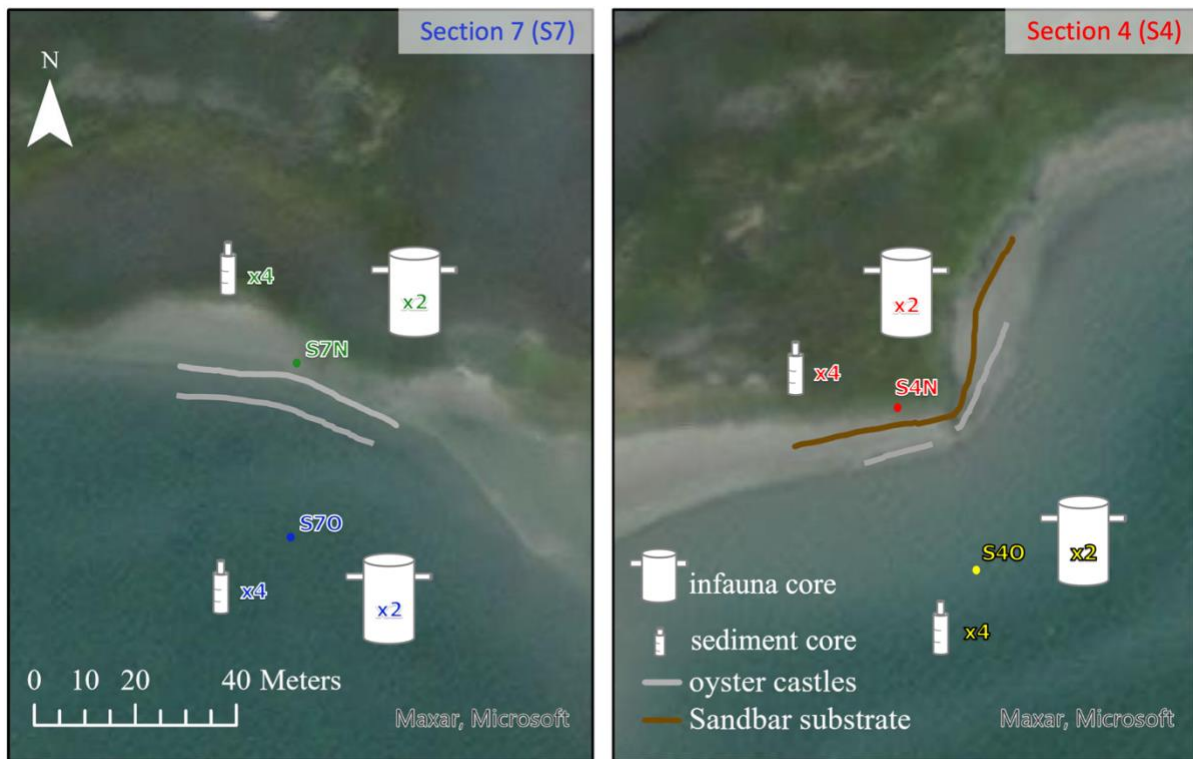 Section 7 (S7)
N
x4
x2
S7N
S7O
x4
x2
0 10 20 40 Meters
Maxar, Microsoft
Section 4 (S4)
x2
x4
S4N
S4O
x2
x4
infauna core
sediment core
oyster castles
Sandbar substrate
Maxar, Microsoft